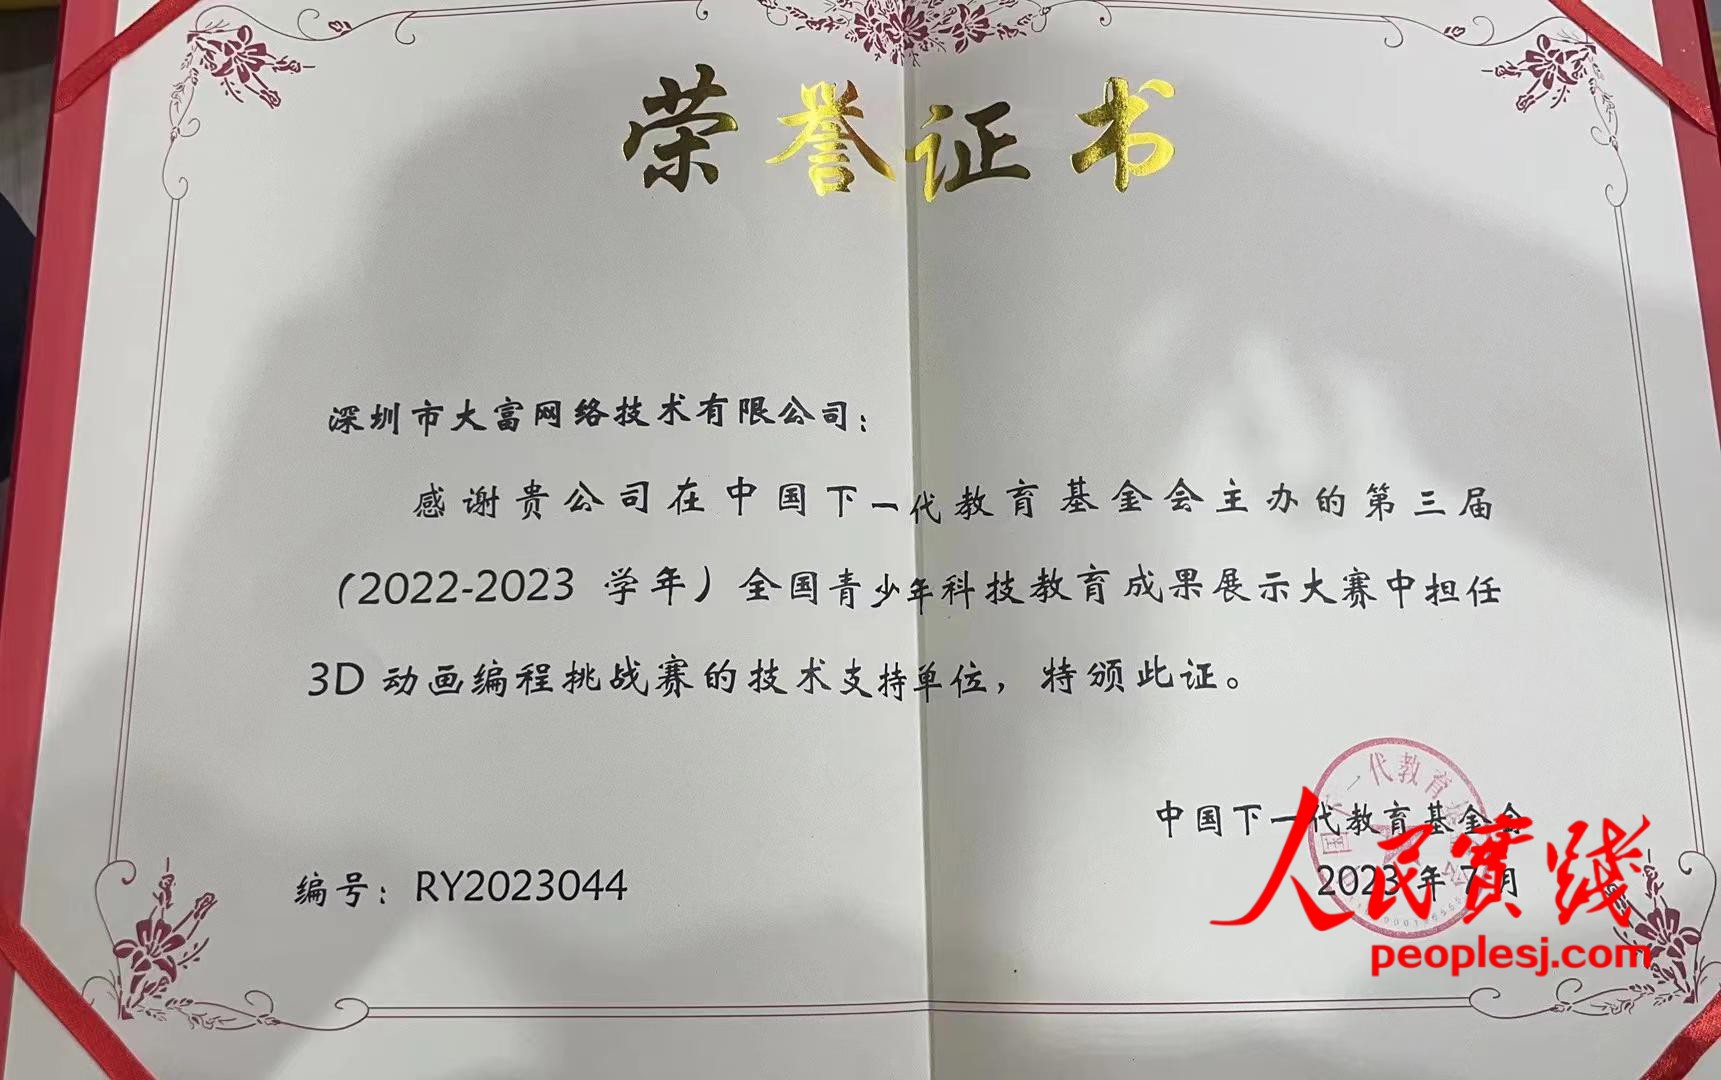 荣誉证书
深圳市大富网络技术有限公司：
感谢贵公司在中国下一代教育基金会主办的第三届
（2022-2023 学年）全国青少年科技教育成果展示大赛中担任
3D 动画编程挑战赛的技术支持单位，特颁此证。
中国下一代教育基金会
2023 年 7 月
编号：RY2023044
人民实践
peoplesj.com